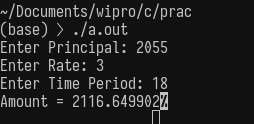 ~/Documents/wipro/c/prac
(base) > ./a.out
Enter Principal: 2055
Enter Rate: 3
Enter Time Period: 18
Amount = 2116.649902%